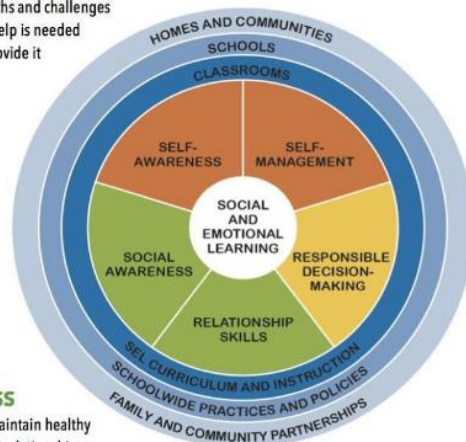 ths and challenges
elp is needed
ovide it
HOMES AND COMMUNITIES
SCHOOLS
CLASSROOMS
SELF-
AWARENESS
SELF-
MANAGEMENT
SOCIAL
AND
EMOTIONAL
LEARNING
SOCIAL
AWARENESS
RESPONSIBLE
DECISION-
MAKING
RELATIONSHIP
SKILLS
SEL CURRICULUM AND INSTRUCTION
SCHOOLWIDE PRACTICES AND POLICIES
FAMILY AND COMMUNITY PARTNERSHIPS
ss
aintain healthy